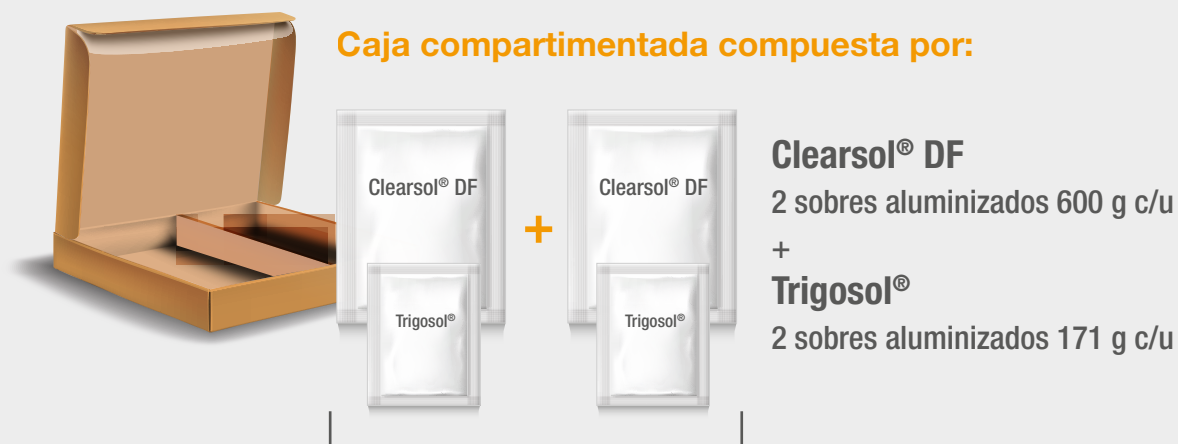 Caja compartimentada compuesta por:
Clearsol® DF
+
Clearsol® DF
Trigosol®
Trigosol®
Clearsol® DF
2 sobres aluminizados 600 g c/u
+
Trigosol®
2 sobres aluminizados 171 g c/u